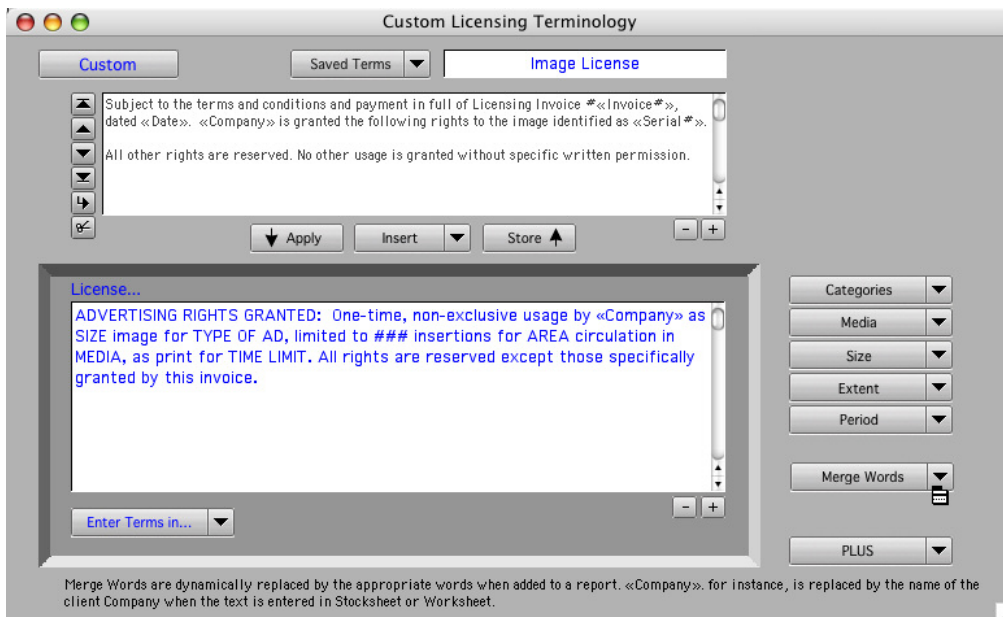 Custom Licensing Terminology
Custom
Saved Terms
Image License
Subject to the terms and conditions and payment in full of Licensing Invoice #«Invoice#»,
dated «Date». «Company» is granted the following rights to the image identified as «Serial#».
All other rights are reserved. No other usage is granted without specific written permission.
Apply
Insert
Store
- +
License...
ADVERTISING RIGHTS GRANTED: One-time, non-exclusive usage by «Company» as
SIZE image for TYPE OF AD, limited to ### insertions for AREA circulation in
MEDIA, as print for TIME LIMIT. All rights are reserved except those specifically
granted by this invoice.
- +
Enter Terms in...
Categories
Media
Size
Extent
Period
Merge Words
PLUS
Merge Words are dynamically replaced by the appropriate words when added to a report. «Company». for instance, is replaced by the name of the
client Company when the text is entered in Stocksheet or Worksheet.